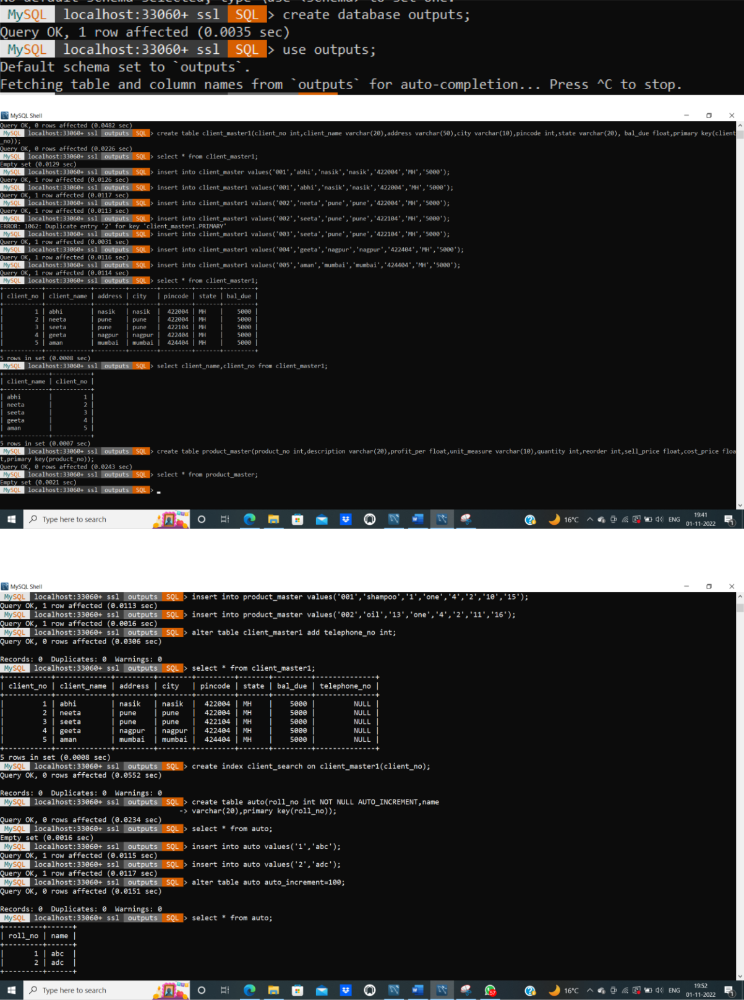 MySQL localhost:33060+ ssl SQL > create database outputs;
Query OK, 1 row affected (0.0035 sec)
MySQL localhost:33060+ ssl SQL > use outputs;
Default schema set to `outputs`.
Fetching table and column names from `outputs` for auto-completion... Press ^C to stop.
MySQL Shell
Query OK, 0 rows affected (0.0482 sec)
MySQL localhost:33060+ ssl outputs SQL > create table client_master1(client_no int,client_name varchar(20),address varchar(50),city varchar(10),pincode int,state varchar(20), bal_due float,primary key(client
_no));
Query OK, 0 rows affected (0.0226 sec)
MySQL localhost:33060+ ssl outputs SQL > select * from client_master1;
Empty set (0.0129 sec)
MySQL localhost:33060+ ssl outputs SQL > insert into client_master values('001','abhi','nasik','nasik','422004','MH','5000');
Query OK, 1 row affected (0.0126 sec)
MySQL localhost:33060+ ssl outputs SQL > insert into client_master1 values('001','abhi','nasik','nasik','422004','MH','5000');
Query OK, 1 row affected (0.0117 sec)
MySQL localhost:33060+ ssl outputs SQL > insert into client_master1 values('002','neeta','pune','pune','422004','MH','5000');
Query OK, 1 row affected (0.0113 sec)
MySQL localhost:33060+ ssl outputs SQL > insert into client_master1 values('002','seeta','pune','pune','422104','MH','5000');
ERROR: 1062: Duplicate entry '2' for key 'client_master1.PRIMARY'
MySQL localhost:33060+ ssl outputs SQL > insert into client_master1 values('003','seeta','pune','pune','422104','MH','5000');
Query OK, 1 row affected (0.0031 sec)
MySQL localhost:33060+ ssl outputs SQL > insert into client_master1 values('004','geeta','nagpur','nagpur','422404','MH','5000');
Query OK, 1 row affected (0.0116 sec)
MySQL localhost:33060+ ssl outputs SQL > insert into client_master1 values('005','aman','mumbai','mumbai','424404','MH','5000');
Query OK, 1 row affected (0.0114 sec)
MySQL localhost:33060+ ssl outputs SQL > select * from client_master1;
| client_no | client_name | address | city | pincode | state | bal_due |
| 1 | abhi | nasik | nasik | 422004 | MH | 5000 |
| 2 | neeta | pune | pune | 422004 | MH | 5000 |
| 3 | seeta | pune | pune | 422104 | MH | 5000 |
| 4 | geeta | nagpur | nagpur | 422404 | MH | 5000 |
| 5 | aman | mumbai | mumbai | 424404 | MH | 5000 |
5 rows in set (0.0008 sec)
MySQL localhost:33060+ ssl outputs SQL > select client_name,client_no from client_master1;
| client_name | client_no |
| abhi | 1 |
| neeta | 2 |
| seeta | 3 |
| geeta | 4 |
| aman | 5 |
5 rows in set (0.0007 sec)
MySQL localhost:33060+ ssl outputs SQL > create table product_master(product_no int,description varchar(20),profit_per float,unit_measure varchar(10),quantity int,reorder int,sell_price float,cost_price floa
t,primary key(product_no));
Query OK, 0 rows affected (0.0243 sec)
MySQL localhost:33060+ ssl outputs SQL > select * from product_master;
Empty set (0.0021 sec)
MySQL localhost:33060+ ssl outputs SQL >
Type here to search 16°C ENG 19:41
01-11-2022
MySQL Shell
MySQL localhost:33060+ ssl outputs SQL > insert into product_master values('001','shampoo','1','one','4','2','10','15');
Query OK, 1 row affected (0.0113 sec)
MySQL localhost:33060+ ssl outputs SQL > insert into product_master values('002','oil','13','one','4','2','11','16');
Query OK, 1 row affected (0.0016 sec)
MySQL localhost:33060+ ssl outputs SQL > alter table client_master1 add telephone_no int;
Query OK, 0 rows affected (0.0306 sec)
Records: 0 Duplicates: 0 Warnings: 0
MySQL localhost:33060+ ssl outputs SQL > select * from client_master1;
| client_no | client_name | address | city | pincode | state | bal_due | telephone_no |
| 1 | abhi | nasik | nasik | 422004 | MH | 5000 | NULL |
| 2 | neeta | pune | pune | 422004 | MH | 5000 | NULL |
| 3 | seeta | pune | pune | 422104 | MH | 5000 | NULL |
| 4 | geeta | nagpur | nagpur | 422404 | MH | 5000 | NULL |
| 5 | aman | mumbai | mumbai | 424404 | MH | 5000 | NULL |
5 rows in set (0.0008 sec)
MySQL localhost:33060+ ssl outputs SQL > create index client_search on client_master1(client_no);
Query OK, 0 rows affected (0.0552 sec)
Records: 0 Duplicates: 0 Warnings: 0
MySQL localhost:33060+ ssl outputs SQL > create table auto(roll_no int NOT NULL AUTO_INCREMENT,name
-> varchar(20),primary key(roll_no));
Query OK, 0 rows affected (0.0234 sec)
MySQL localhost:33060+ ssl outputs SQL > select * from auto;
Empty set (0.0016 sec)
MySQL localhost:33060+ ssl outputs SQL > insert into auto values('1','abc');
Query OK, 1 row affected (0.0115 sec)
MySQL localhost:33060+ ssl outputs SQL > insert into auto values('2','adc');
Query OK, 1 row affected (0.0117 sec)
MySQL localhost:33060+ ssl outputs SQL > alter table auto auto_increment=100;
Query OK, 0 rows affected (0.0151 sec)
Records: 0 Duplicates: 0 Warnings: 0
MySQL localhost:33060+ ssl outputs SQL > select * from auto;
| roll_no | name |
| 1 | abc |
| 2 | adc |
Type here to search 57 16°C ENG 19:52
01-11-2022